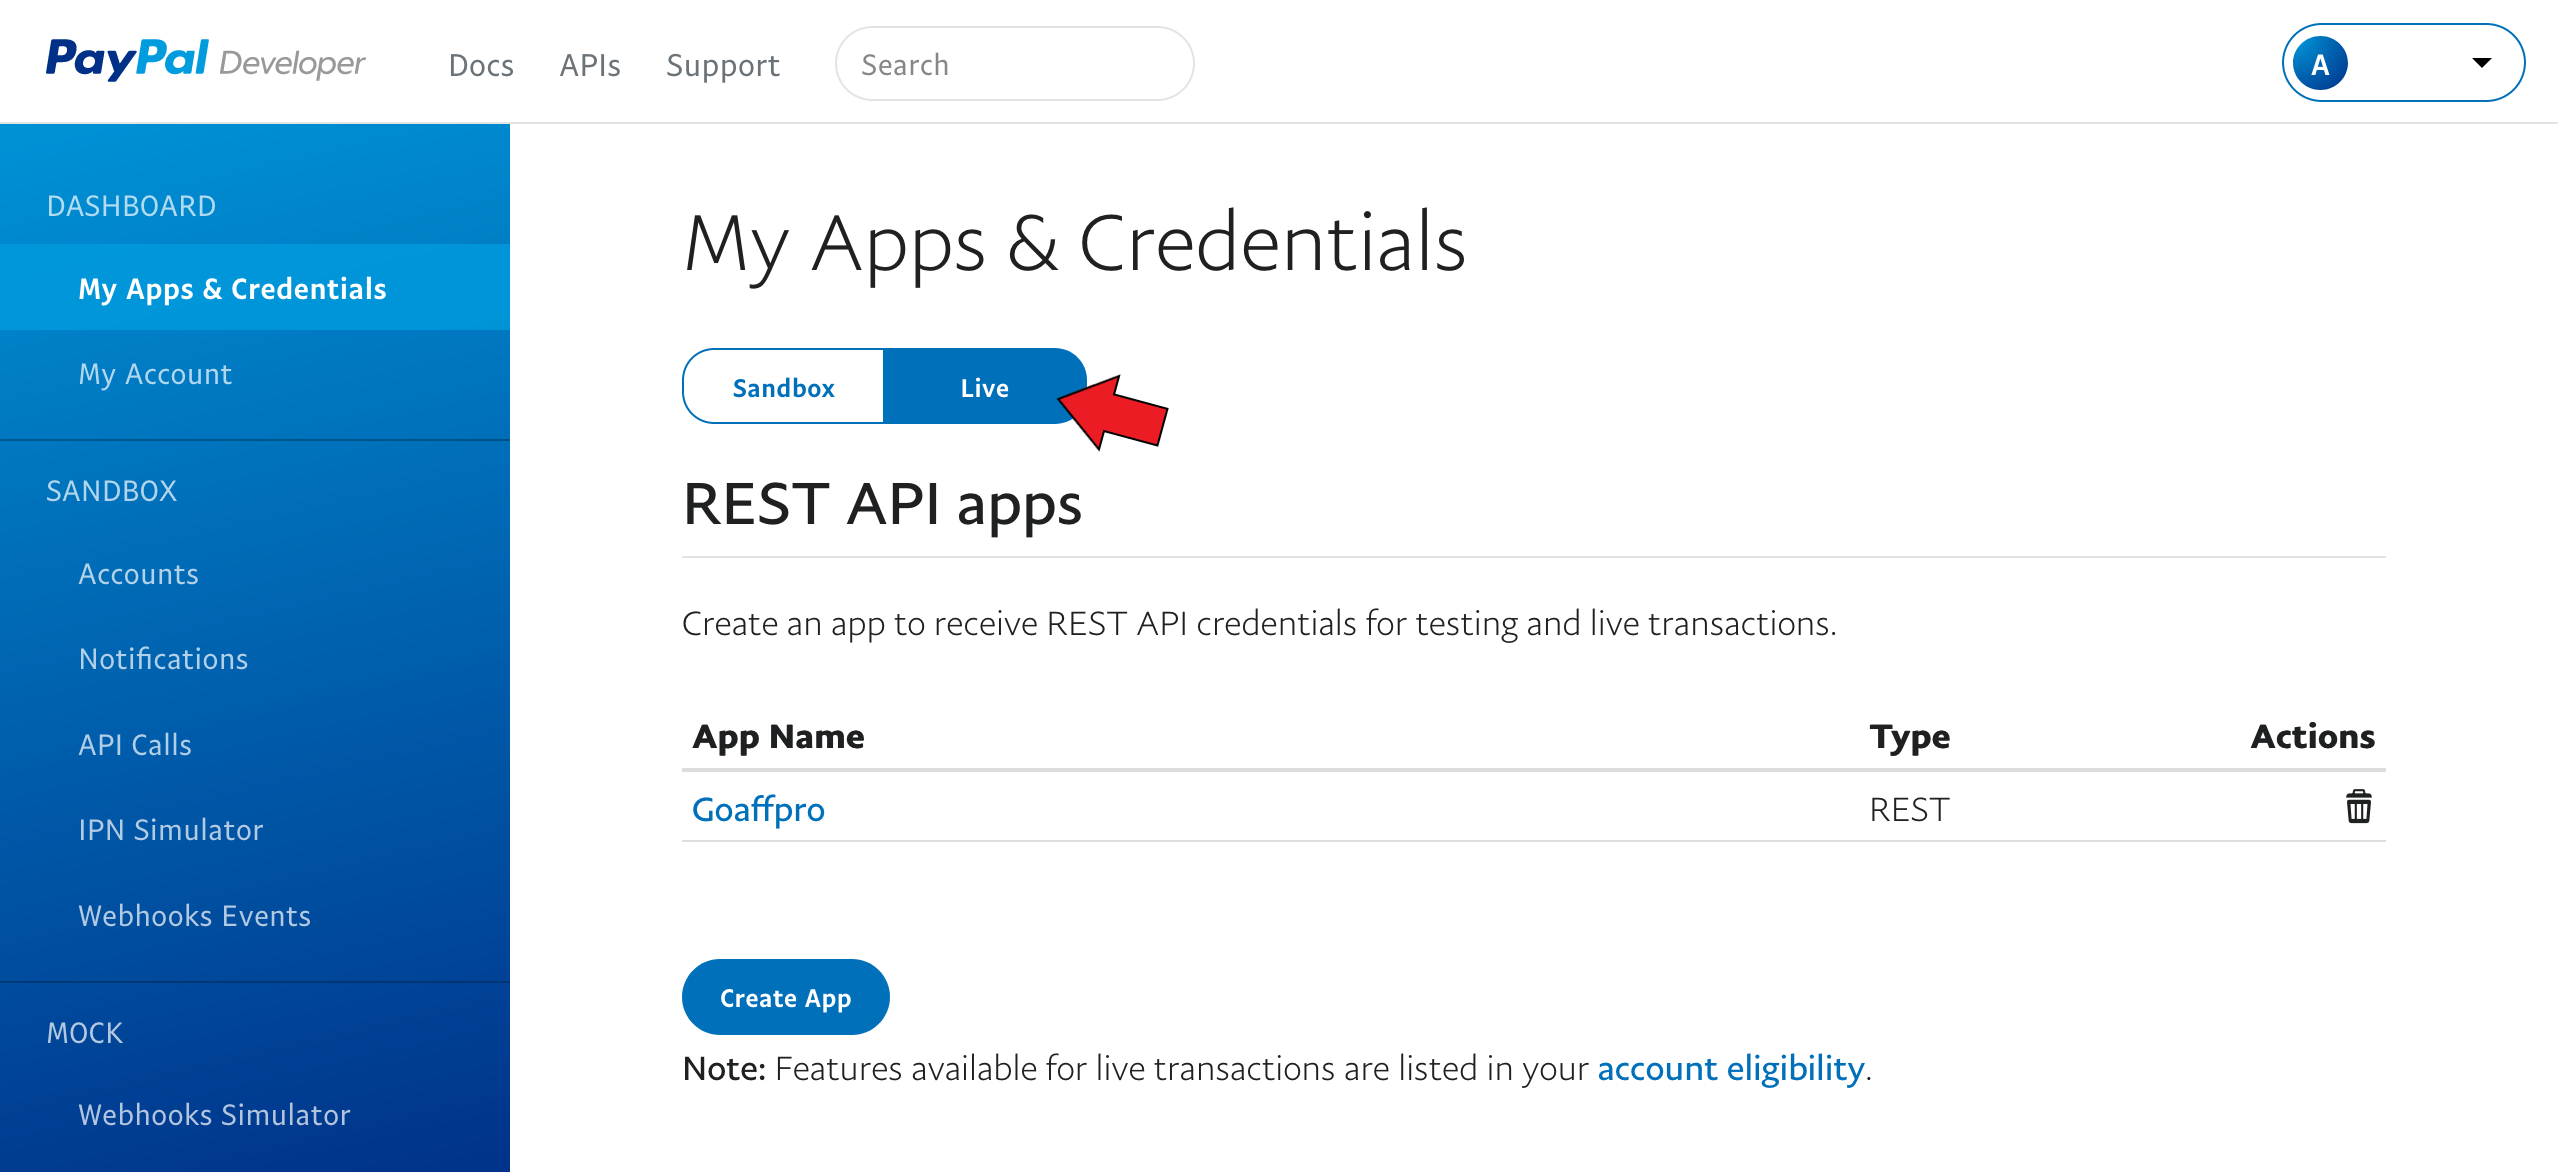 PayPal Developer
Docs APIs Support Search A
DASHBOARD
My Apps & Credentials
My Account
SANDBOX
Accounts
Notifications
API Calls
IPN Simulator
Webhooks Events
MOCK
Webhooks Simulator
My Apps & Credentials
Sandbox Live
REST API apps
Create an app to receive REST API credentials for testing and live transactions.
App Name Type Actions
Goaffpro REST
Create App
Note: Features available for live transactions are listed in your account eligibility.